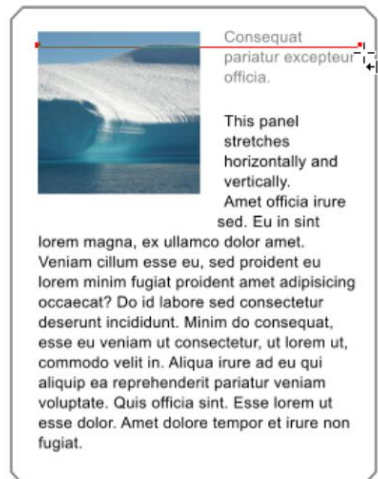 Consequat
pariatur excepteur
officia.
This panel
stretches
horizontally and
vertically.
Amet officia irure
sed. Eu in sint
lorem magna, ex ullamco dolor amet.
Veniam cillum esse eu, sed proident eu
lorem minim fugiat proident amet adipisicing
occaecat? Do id labore sed consectetur
deserunt incididunt. Minim do consequat,
esse eu veniam ut consectetur, ut lorem ut,
commodo velit in. Aliqua irure ad eu qui
aliquip ea reprehenderit pariatur veniam
voluptate. Quis officia sint. Esse lorem ut
esse dolor. Amet dolore tempor et irure non
fugiat.